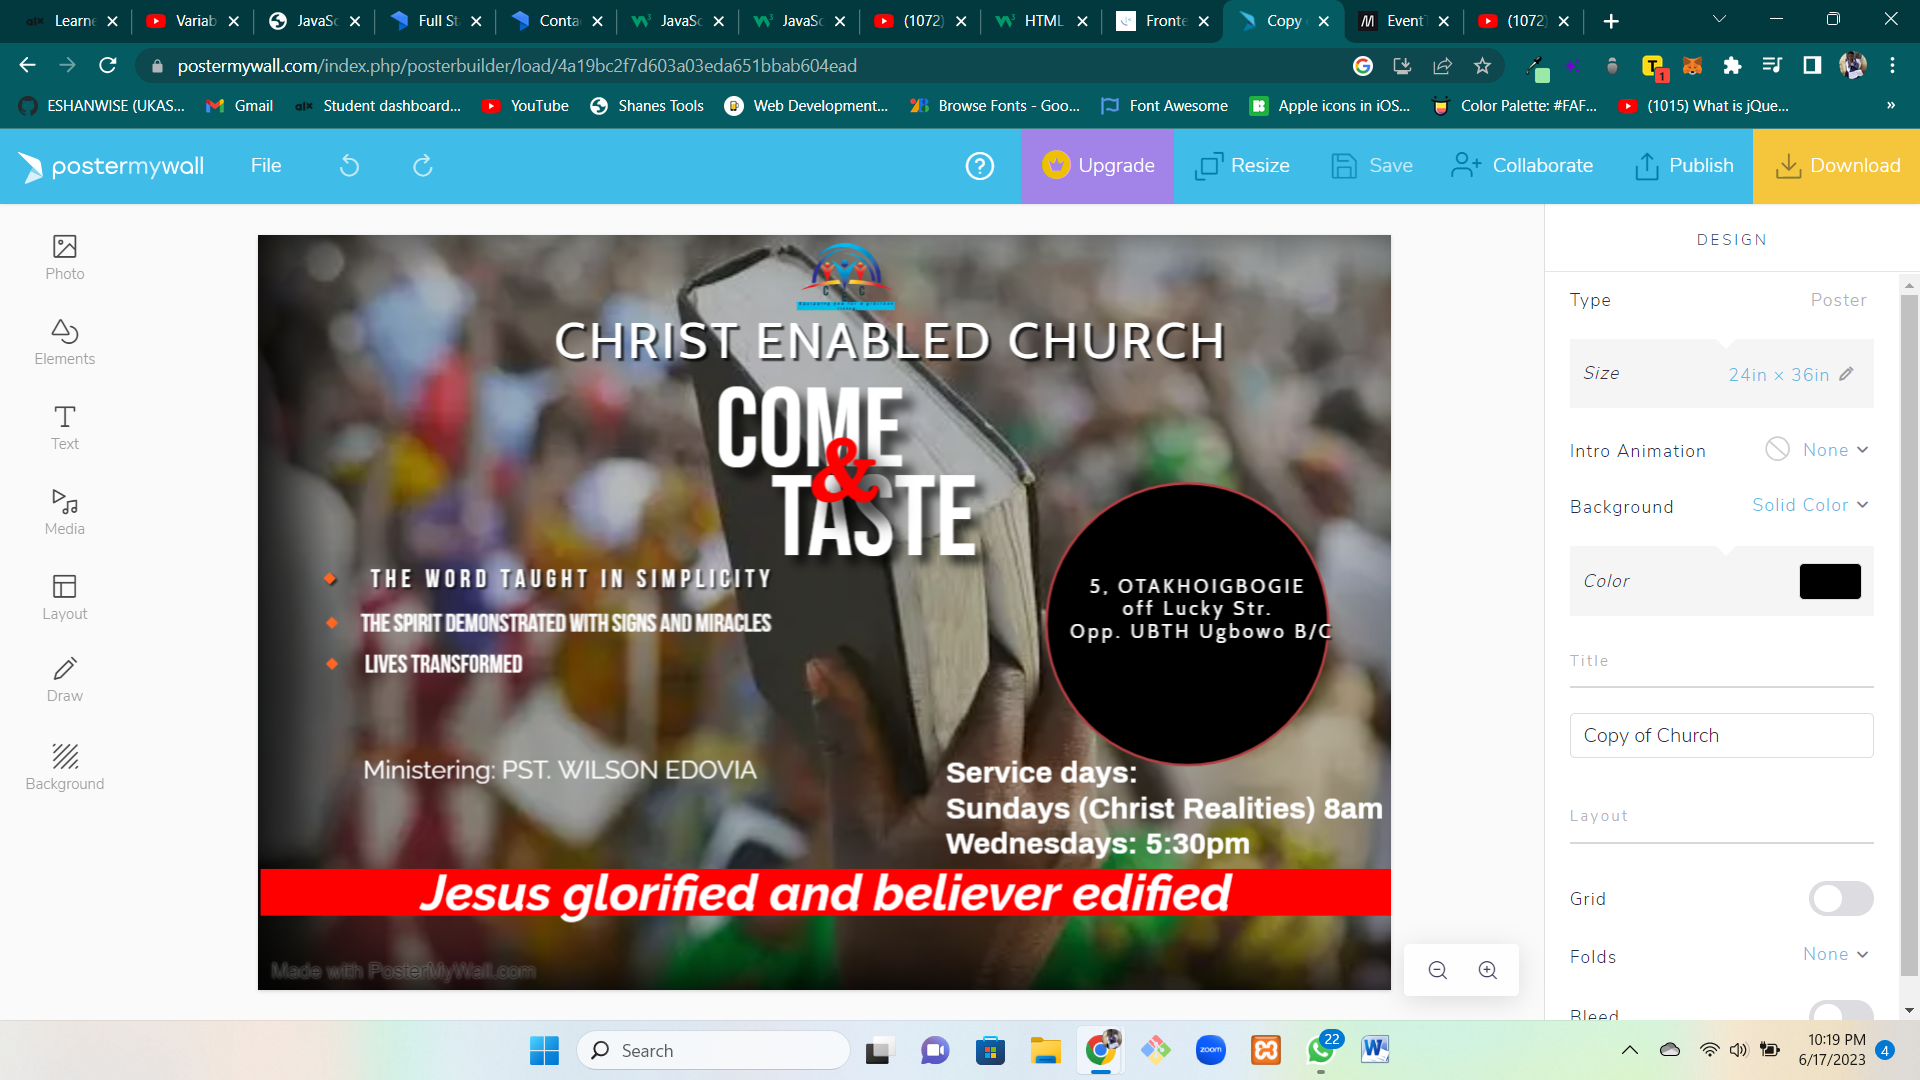 Learne
Variab
JavaSc
Full St
Conta
JavaSc
JavaSc
(1072)
HTML
Fronte
Copy
Event
(1072)
postermywall.com/index.php/posterbuilder/load/4a19bc2f7d603a03eda651bbab604ead
ESHANWISE (UKAS...
Gmail
Student dashboard...
YouTube
Shanes Tools
Web Development...
Browse Fonts - Goo...
Font Awesome
Apple icons in iOS...
Color Palette: #FAF...
(1015) What is jQue...
»
postermywall
File
Upgrade
Resize
Save
Collaborate
Publish
Download
Photo
Elements
Text
Media
Layout
Draw
Background
CHRIST ENABLED CHURCH
COME
&
TASTE
THE WORD TAUGHT IN SIMPLICITY
THE SPIRIT DEMONSTRATED WITH SIGNS AND MIRACLES
LIVES TRANSFORMED
5, OTAKHOIGBOGIE
off Lucky Str.
Opp. UBTH Ugbowo B/C
Ministering: PST. WILSON EDOVIA
Service days:
Sundays (Christ Realities) 8am
Wednesdays: 5:30pm
Jesus glorified and believer edified
Made with PosterMyWall.com
DESIGN
Type Poster
Size 24in × 36in
Intro Animation None
Background Solid Color
Color
Title
Copy of Church
Layout
Grid
Folds None
Bleed
Search
zoom
22
10:19 PM
6/17/2023
4